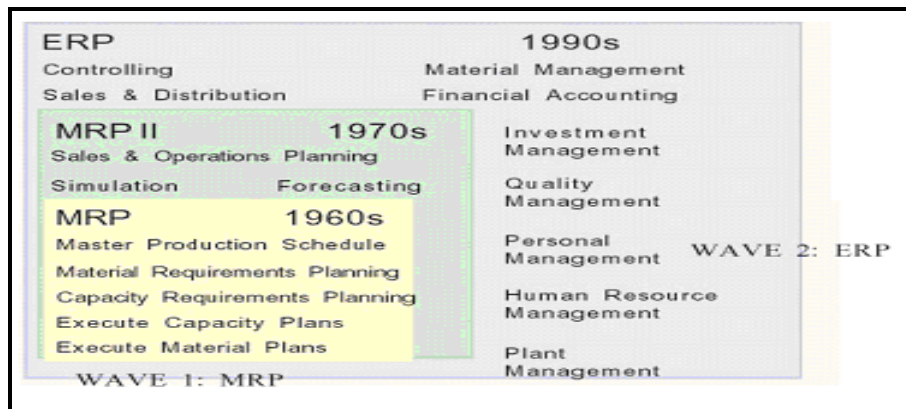 ERP 1990s
Controlling Material Management
Sales & Distribution Financial Accounting
MRP II 1970s
Sales & Operations Planning
Simulation Forecasting
MRP 1960s
Master Production Schedule
Material Requirements Planning
Capacity Requirements Planning
Execute Capacity Plans
Execute Material Plans
WAVE 1: MRP
Investment
Management
Quality
Management
Personal
Management
WAVE 2: ERP
Human Resource
Management
Plant
Management